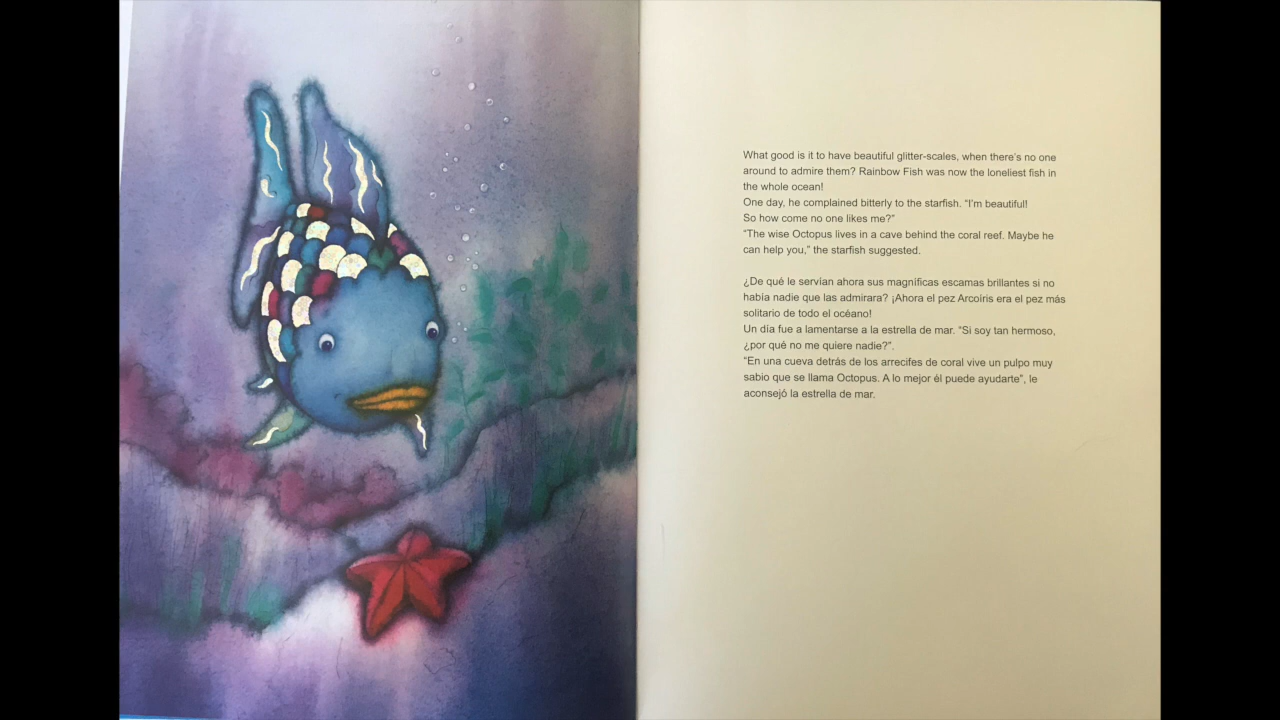 What good is it to have beautiful glitter-scales, when there's no one
around to admire them? Rainbow Fish was now the loneliest fish in
the whole ocean!
One day, he complained bitterly to the starfish. “I'm beautiful!
So how come no one likes me?”
“The wise Octopus lives in a cave behind the coral reef. Maybe he
can help you,” the starfish suggested.
¿De qué le servían ahora sus magníficas escamas brillantes si no
había nadie que las admirara? ¡Ahora el pez Arcoíris era el pez más
solitario de todo el océano!
Un día fue a lamentarse a la estrella de mar. “Si soy tan hermoso,
¿por qué no me quiere nadie?”.
“En una cueva detrás de los arrecifes de coral vive un pulpo muy
sabio que se llama Octopus. A lo mejor él puede ayudarte”, le
aconsejó la estrella de mar.